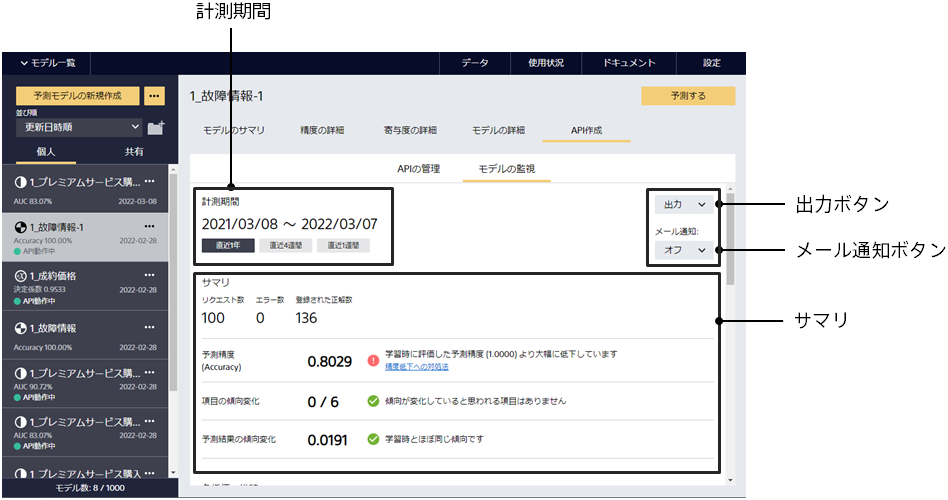 計測期間
モデル一覧
データ
使用状況
ドキュメント
設定
予測モデルの新規作成
並び順
更新日時順
個人
共有
1_プレミアムサービス購...
AUC 83.07%
2022-03-08
1_故障情報-1
Accuracy 100.00%
2022-02-28
API動作中
1_成約価格
決定係数 0.9533
2022-02-28
API動作中
1_故障情報
Accuracy 100.00%
2022-02-28
1_プレミアムサービス購...
AUC 90.72%
2022-02-28
API動作中
1_プレミアムサービス購...
AUC 83.07%
2022-02-28
API動作中
1_プレミアムサービス購入
モデル数: 8 / 1000
1_故障情報-1
予測する
モデルのサマリ
精度の詳細
寄与度の詳細
モデルの詳細
API作成
APIの管理
モデルの監視
計測期間
2021/03/08 ～ 2022/03/07
直近1年
直近4週間
直近1週間
出力
メール通知:
オフ
出力ボタン
メール通知ボタン
サマリ
サマリ
リクエスト数
エラー数
登録された正解数
100
0
136
予測精度
(Accuracy)
0.8029
学習時に評価した予測精度 (1.0000) より大幅に低下しています
精度低下への対処法
項目の傾向変化
0 / 6
傾向が変化していると思われる項目はありません
予測結果の傾向変化
0.0191
学習時とほぼ同じ傾向です